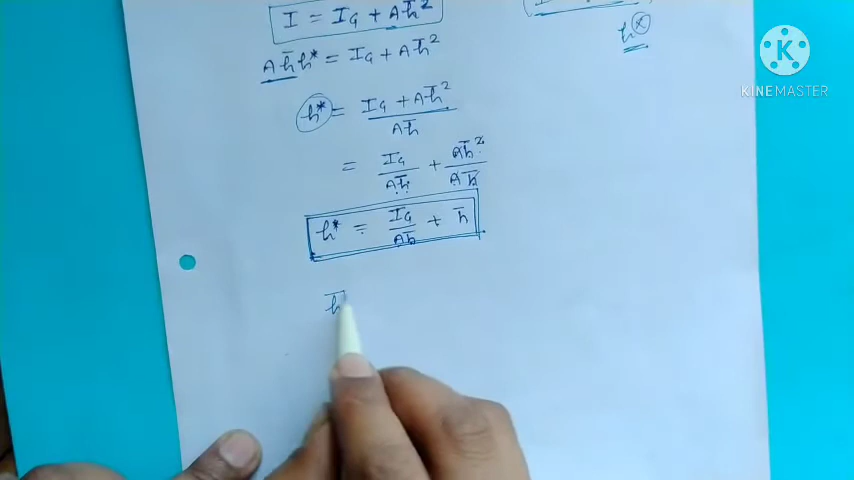 I = IG + Ah̄²
Ah̄h* = IG + Ah̄²
h* = IG + Ah̄² / Ah̄
= IG / Ah̄ + Ah̄² / Ah̄
h* = IG / Ah̄ + h̄
h̄
h
x
KINEMASTER